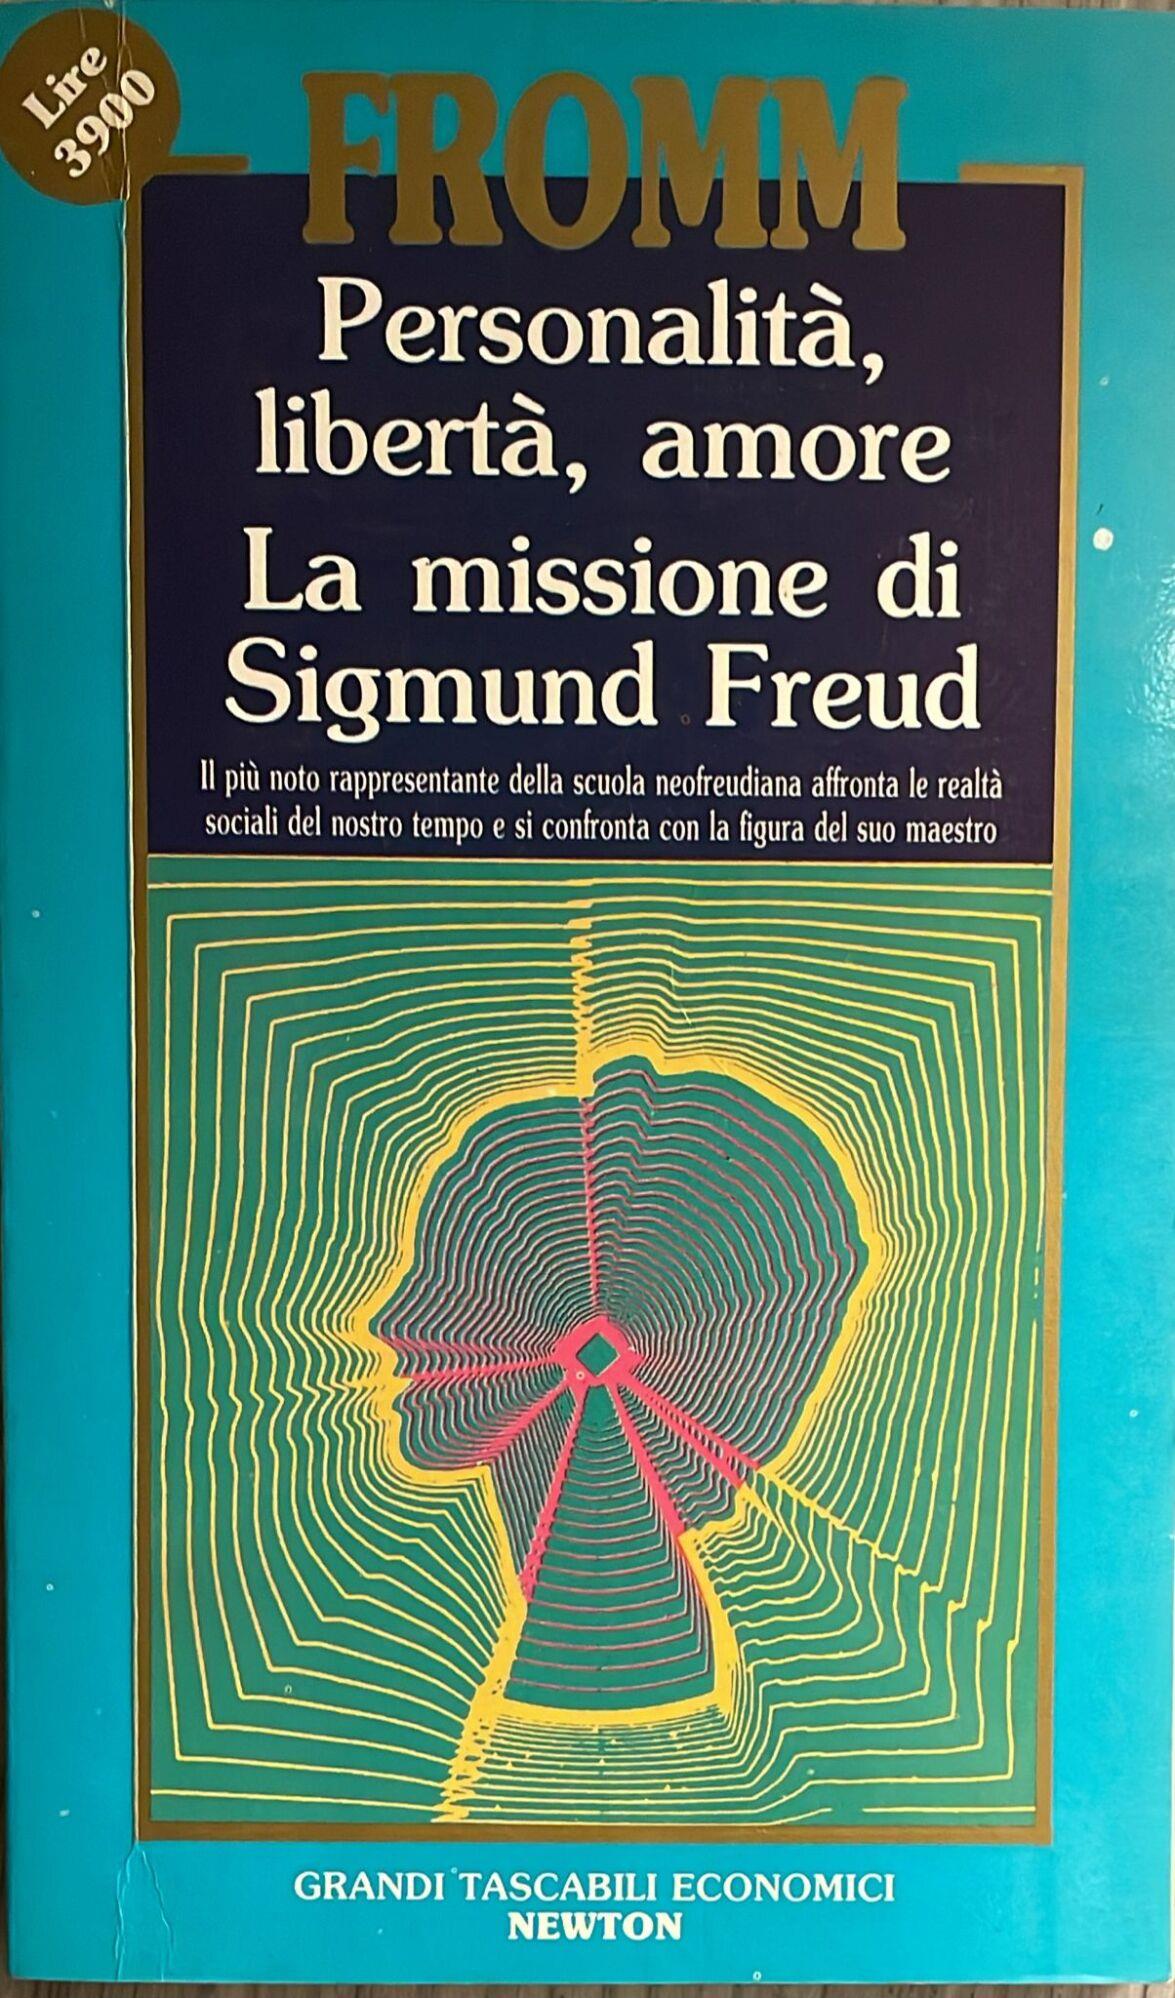 Lire
3900
FROMM
Personalità,
libertà, amore
La missione di
Sigmund Freud
Il più noto rappresentante della scuola neofreudiana affronta le realtà
sociali del nostro tempo e si confronta con la figura del suo maestro
GRANDI TASCABILI ECONOMICI
NEWTON